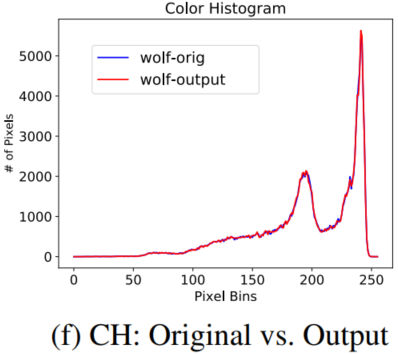 Color Histogram
# of Pixels
5000
4000
3000
2000
1000
0
wolf-orig
wolf-output
0 50 100 150 200 250
Pixel Bins
(f) CH: Original vs. Output